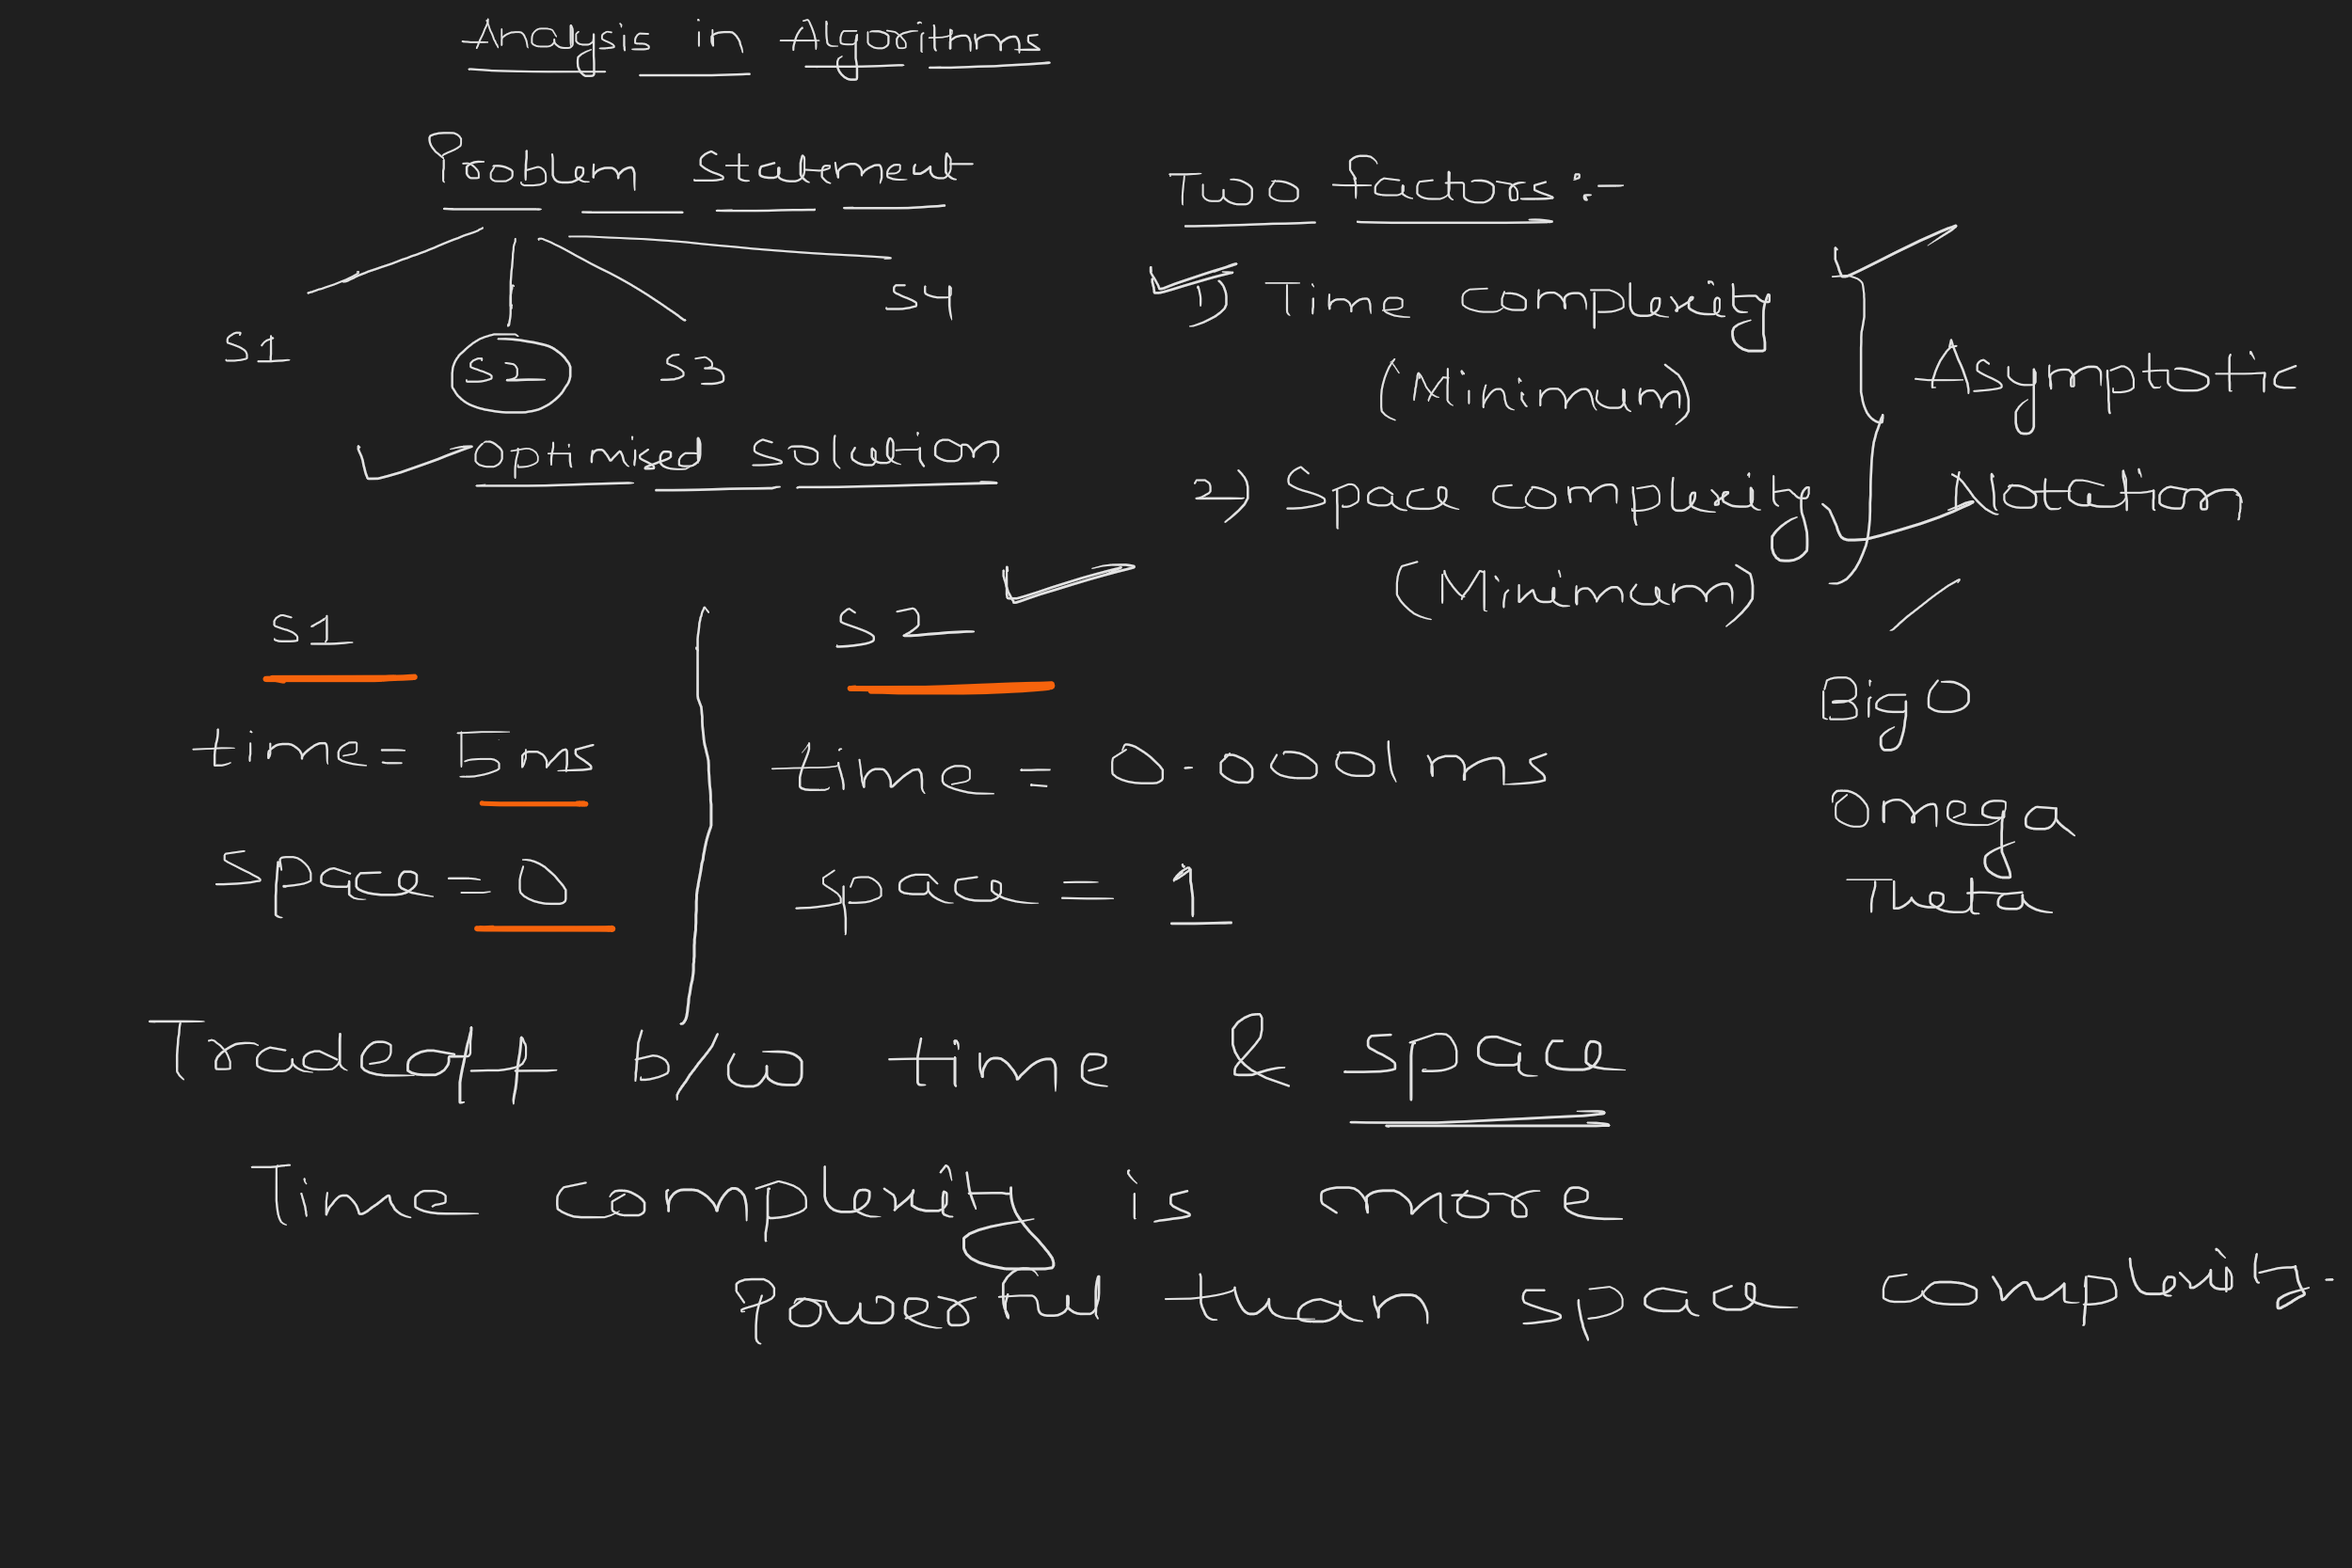 Analysis in Algorithms
Problem Statement
S1
S2
S3
S4
Optimized Solution
Two factors:-
1) Time complexity
(Minimum)
2) Space complexity
(Minimum)
Asymptotic
Notation
Big O
Omega
Theta
S1
time = 5ms
Space = 0
S2
time = 0.0001ms
Space = 1
Tradeoff b/w time & space
Time complexity is more
Powerful than space complexity.